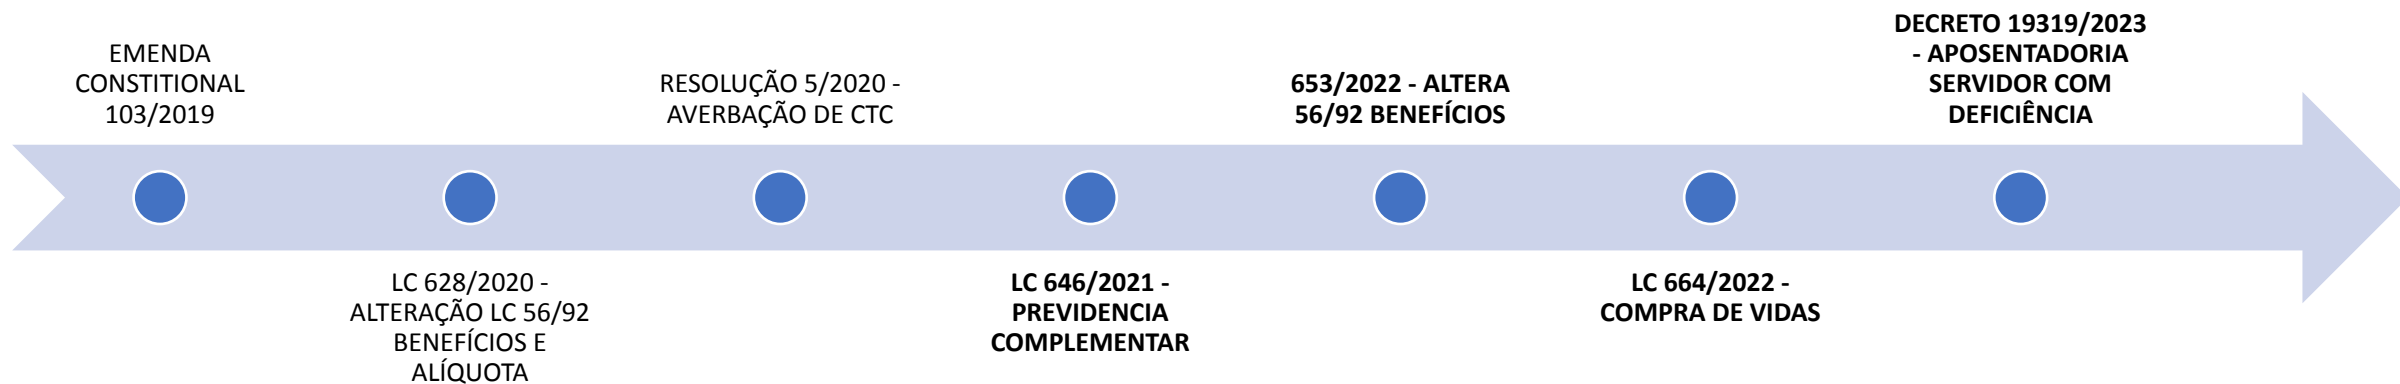 EMENDA
CONSTITIONAL
103/2019
LC 628/2020 -
ALTERAÇÃO LC 56/92
BENEFÍCIOS E
ALÍQUOTA
RESOLUÇÃO 5/2020 -
AVERBAÇÃO DE CTC
LC 646/2021 -
PREVIDENCIA
COMPLEMENTAR
653/2022 - ALTERA
56/92 BENEFÍCIOS
LC 664/2022 -
COMPRA DE VIDAS
DECRETO 19319/2023
- APOSENTADORIA
SERVIDOR COM
DEFICIÊNCIA